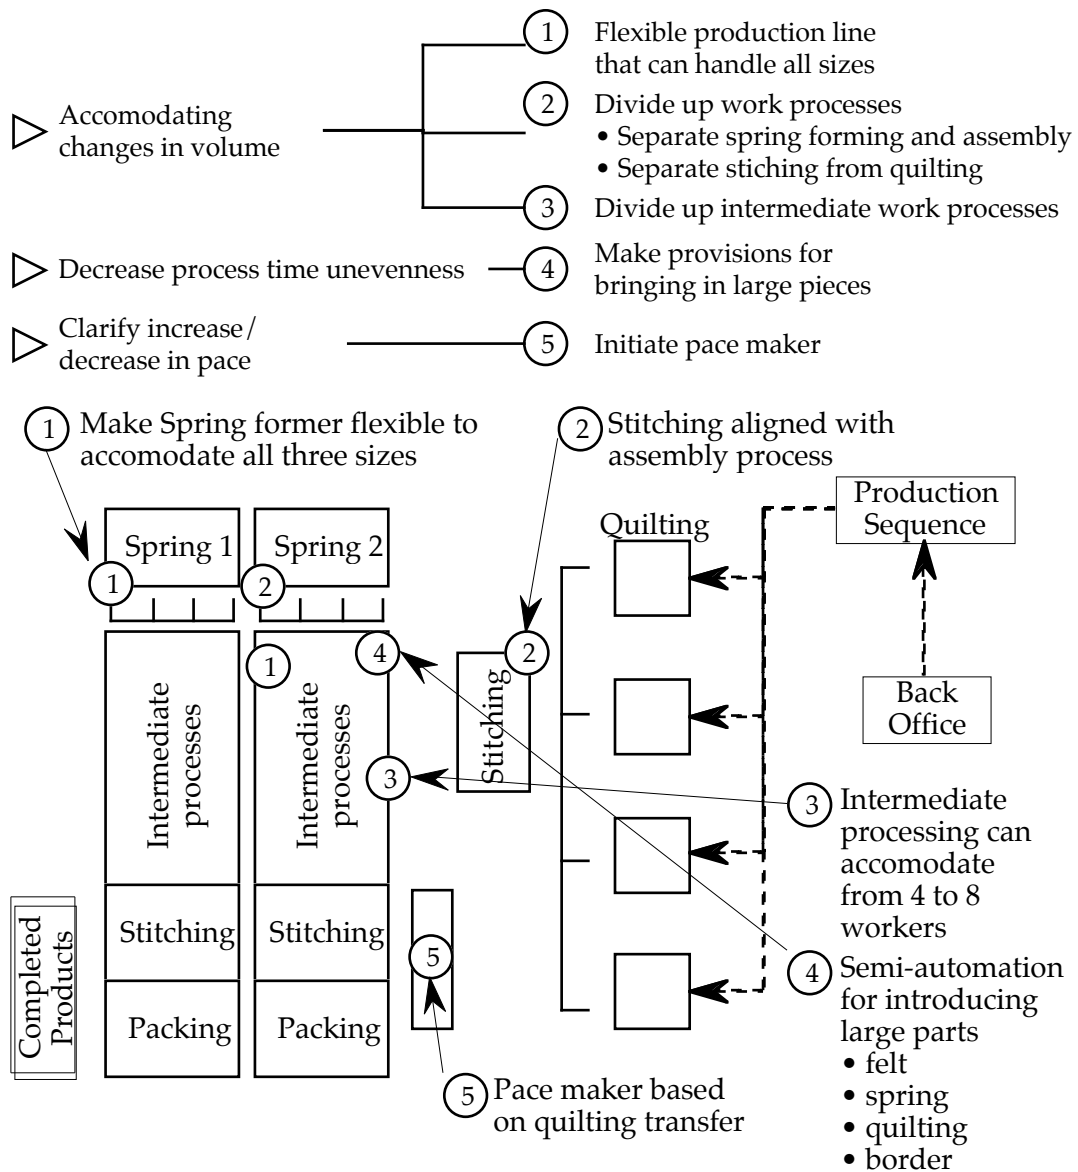 1
Flexible production line
that can handle all sizes
Accomodating
changes in volume
2
Divide up work processes
• Separate spring forming and assembly
• Separate stiching from quilting
3
Divide up intermediate work processes
Decrease process time unevenness
4
Make provisions for
bringing in large pieces
Clarify increase/
decrease in pace
5
Initiate pace maker
1
Make Spring former flexible to
accomodate all three sizes
2
Stitching aligned with
assembly process
Production
Sequence
Quilting
Spring 1
Spring 2
1
2
Intermediate
processes
1
Intermediate
processes
4
3
2
Stitching
Back
Office
3
Intermediate
processing can
accomodate
from 4 to 8
workers
Completed
Products
Stitching
Stitching
5
Packing
Packing
4
Semi-automation
for introducing
large parts
• felt
• spring
• quilting
• border
5
Pace maker based
on quilting transfer